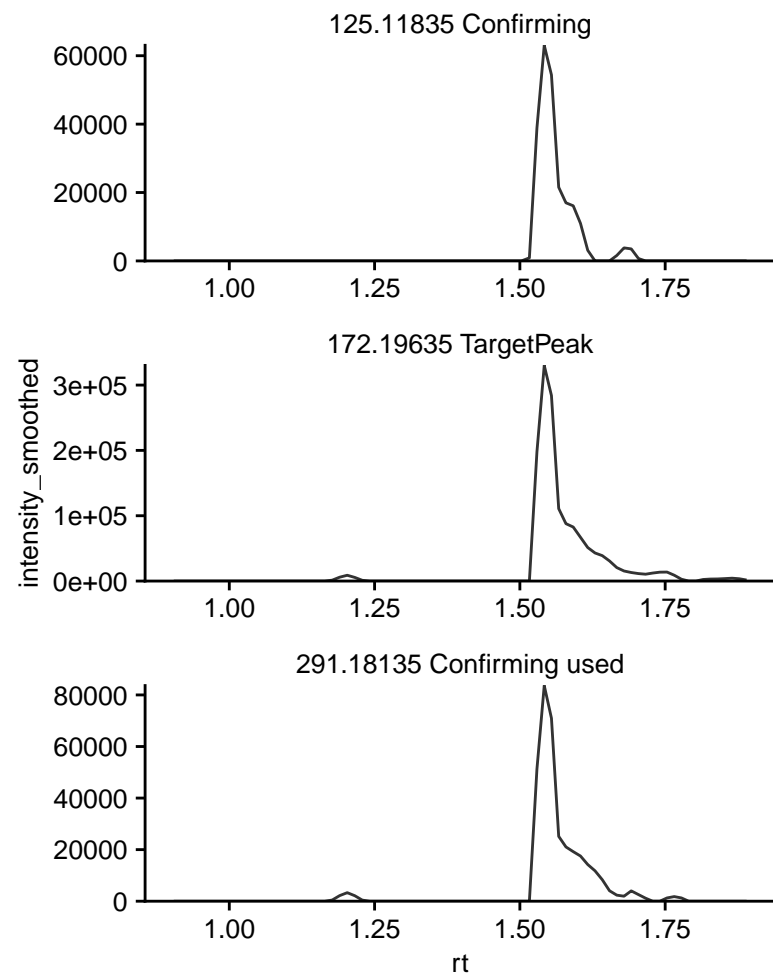 125.11835 Confirming
60000
40000
20000
0
1.00 1.25 1.50 1.75
172.19635 TargetPeak
intensity_smoothed
3e+05
2e+05
1e+05
0e+00
1.00 1.25 1.50 1.75
291.18135 Confirming used
80000
60000
40000
20000
0
1.00 1.25 1.50 1.75
rt